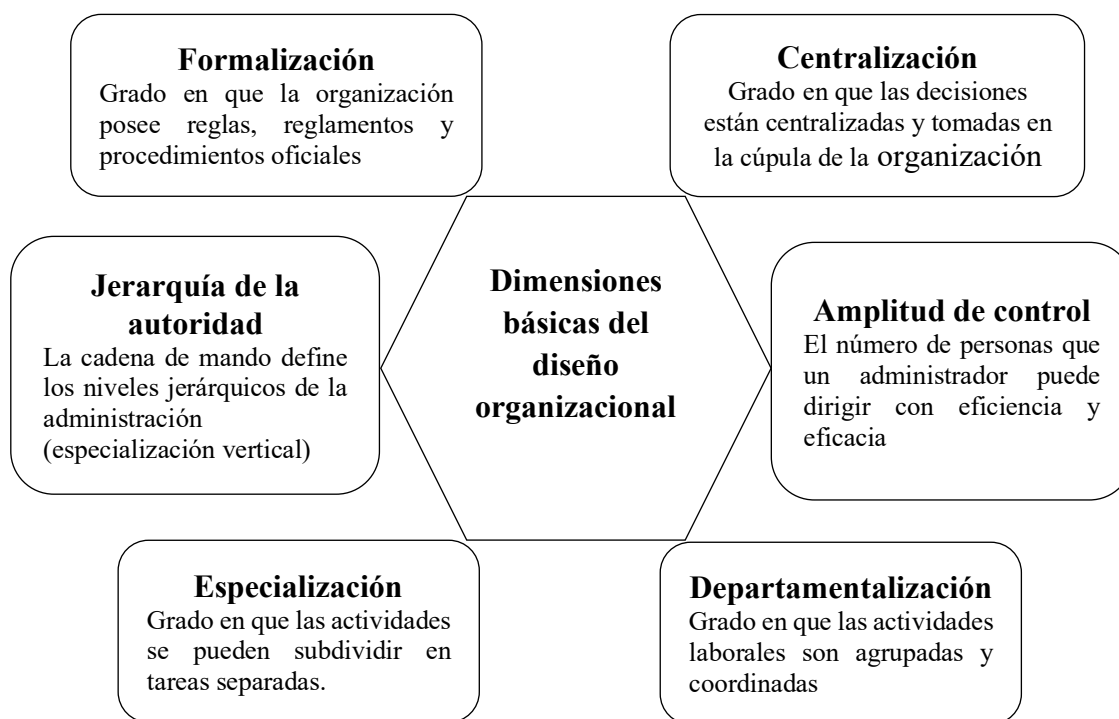 Formalización
Grado en que la organización
posee reglas, reglamentos y
procedimientos oficiales
Centralización
Grado en que las decisiones
están centralizadas y tomadas en
la cúpula de la organización
Jerarquía de la
autoridad
La cadena de mando define
los niveles jerárquicos de la
administración
(especialización vertical)
Dimensiones
básicas del
diseño
organizacional
Amplitud de control
El número de personas que
un administrador puede
dirigir con eficiencia y
eficacia
Especialización
Grado en que las actividades
se pueden subdividir en
tareas separadas.
Departamentalización
Grado en que las actividades
laborales son agrupadas y
coordinadas